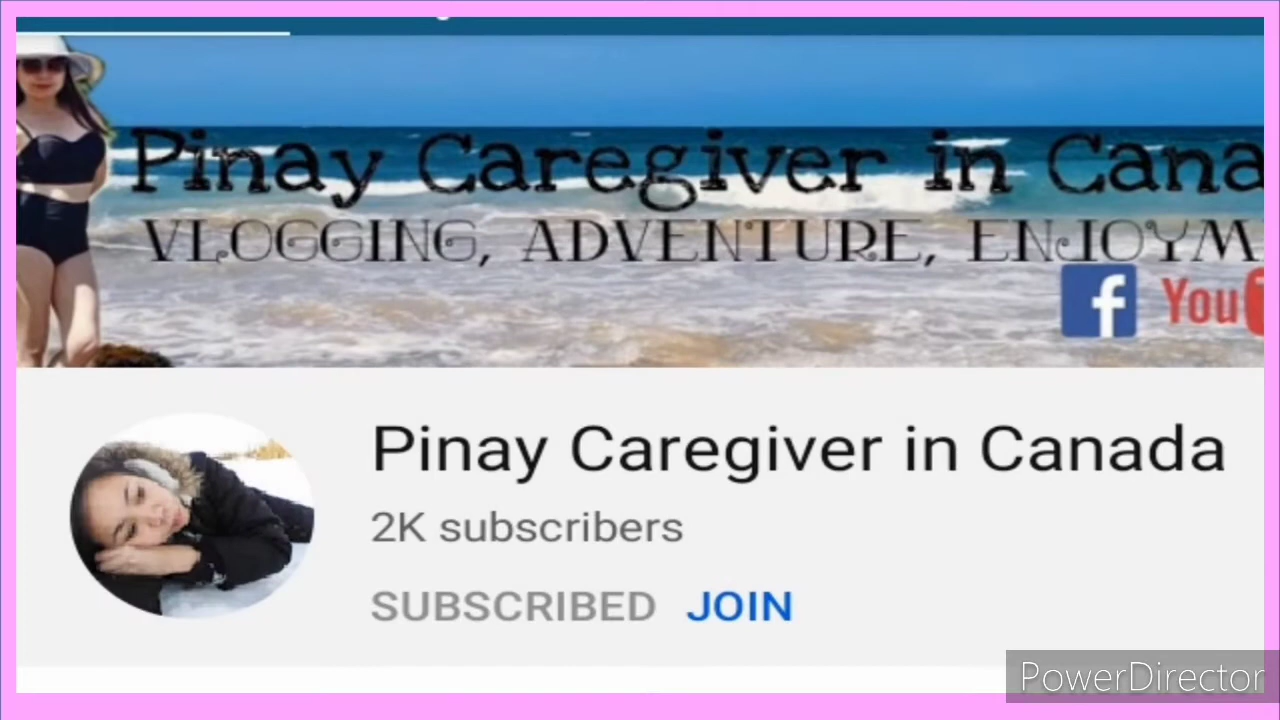 Pinay Caregiver in Cana
VLOGGING, ADVENTURE, ENJOYM
f You
Pinay Caregiver in Canada
2K subscribers
SUBSCRIBED JOIN
PowerDirector